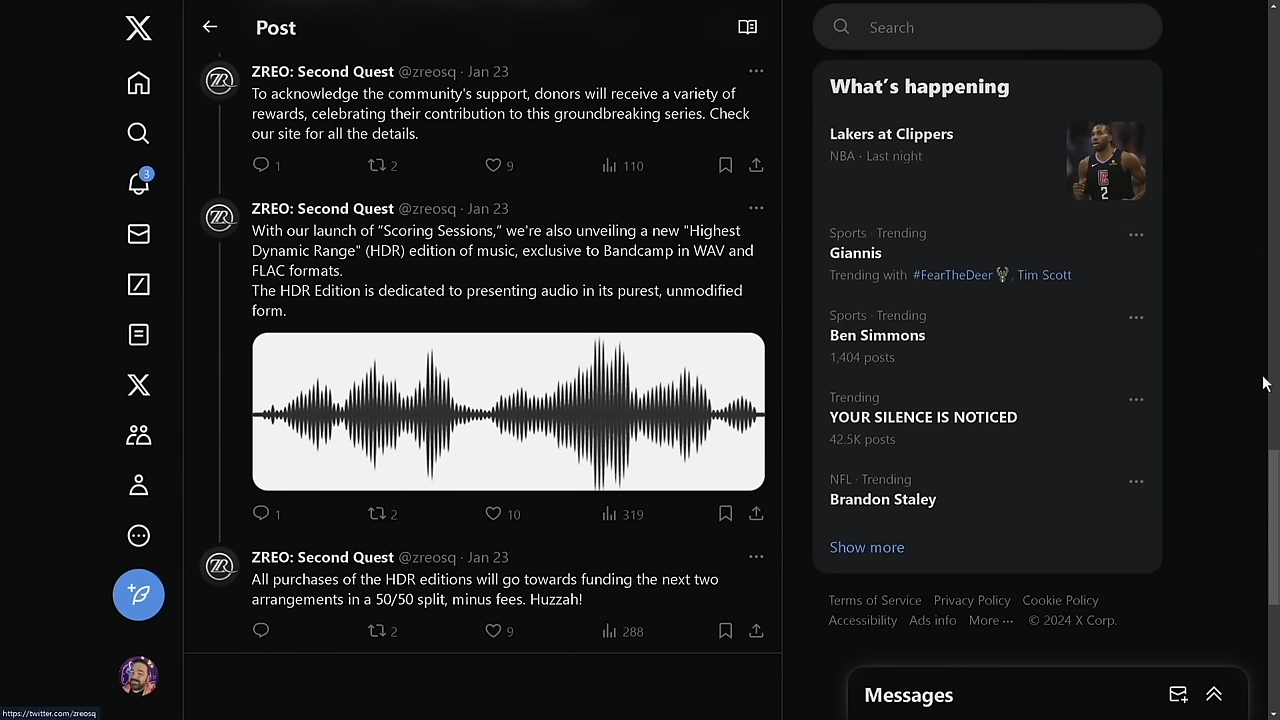 Post
ZREO: Second Quest @zreosq · Jan 23
To acknowledge the community's support, donors will receive a variety of
rewards, celebrating their contribution to this groundbreaking series. Check
our site for all the details.
1 2 9 110
ZREO: Second Quest @zreosq · Jan 23
With our launch of “Scoring Sessions,” we're also unveiling a new "Highest
Dynamic Range" (HDR) edition of music, exclusive to Bandcamp in WAV and
FLAC formats.
The HDR Edition is dedicated to presenting audio in its purest, unmodified
form.
1 2 10 319
ZREO: Second Quest @zreosq · Jan 23
All purchases of the HDR editions will go towards funding the next two
arrangements in a 50/50 split, minus fees. Huzzah!
2 9 288
3
https://twitter.com/zreosq
Search
What’s happening
Lakers at Clippers
NBA · Last night
2
Sports · Trending
Giannis
Trending with #FearTheDeer, Tim Scott
Sports · Trending
Ben Simmons
1,404 posts
Trending
YOUR SILENCE IS NOTICED
42.5K posts
NFL · Trending
Brandon Staley
Show more
Terms of Service Privacy Policy Cookie Policy
Accessibility Ads info More ··· © 2024 X Corp.
Messages